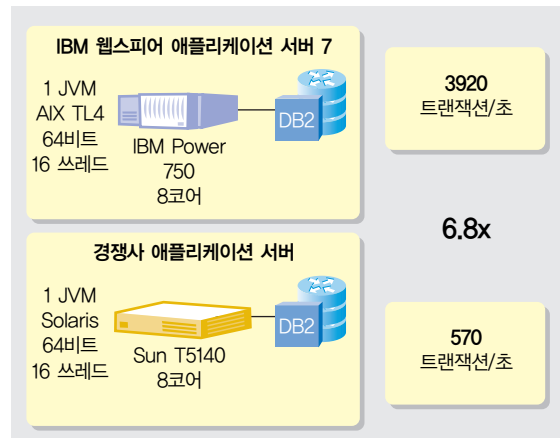 IBM 웹스피어 애플리케이션 서버 7
1 JVM
AIX TL4
64비트
16 쓰레드
IBM Power
750
8코어
DB2
3920
트랜잭션/초
6.8x
경쟁사 애플리케이션 서버
1 JVM
Solaris
64비트
16 쓰레드
Sun T5140
8코어
DB2
570
트랜잭션/초